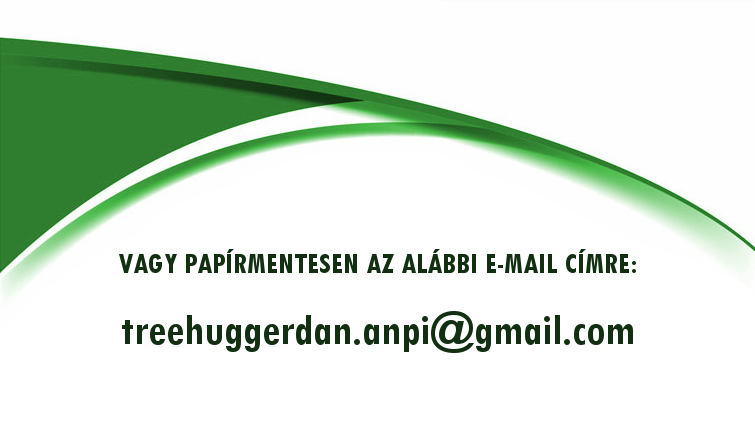 VAGY PAPÍRMENTESEN AZ ALÁBBI E-MAIL CÍMRE:
treehuggerdan.anpi@gmail.com